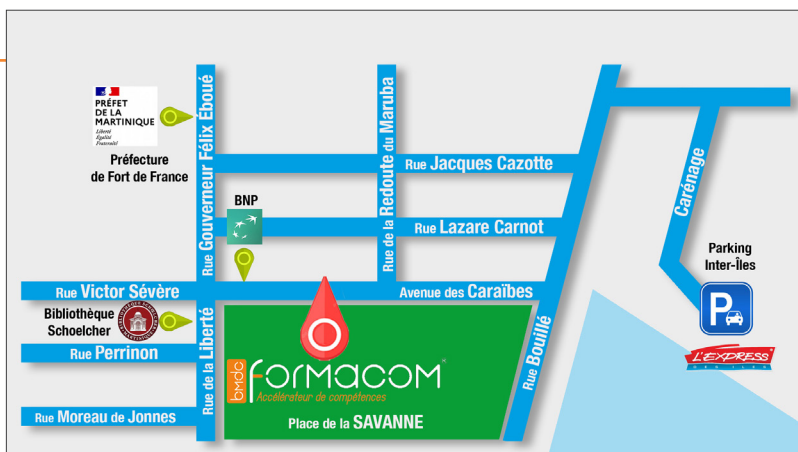 PRÉFET
DE LA
MARTINIQUE
Liberté
Égalité
Fraternité
Préfecture
de Fort de France
Rue Gouverneur Félix Éboué
Rue de la Redoute du Maruba
Rue Jacques Cazotte
BNP
Rue Lazare Carnot
Carénage
Parking
Inter-Îles
P
L'EXPRESS
DES ILES
Rue Victor Sévère
Avenue des Caraïbes
Bibliothèque
Schoelcher
Rue Perrinon
Rue de la Liberté
Rue Bouillé
bmdc
formacom
Accélérateur de compétences
Rue Moreau de Jonnes
Place de la SAVANNE